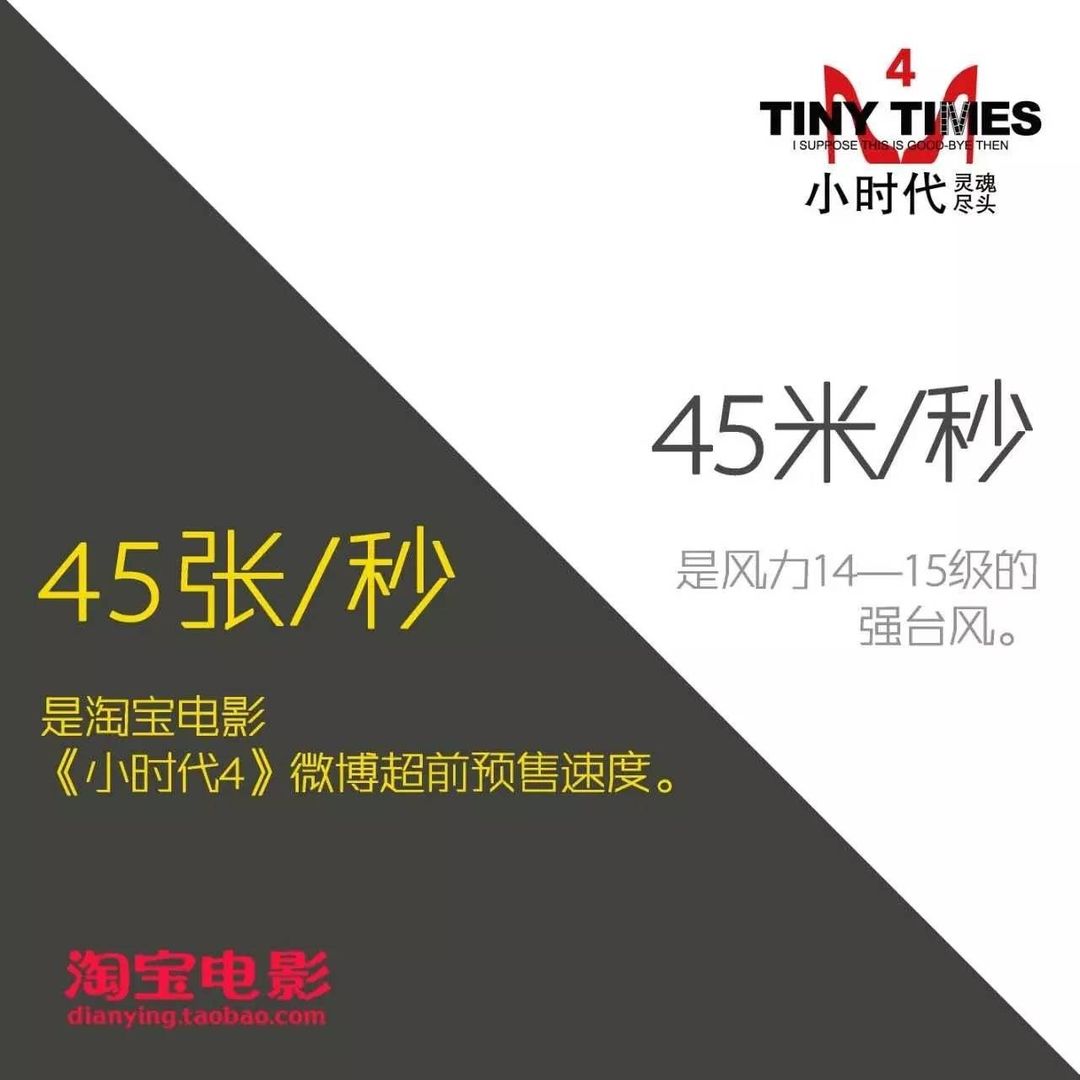 4
TINY TIMES
I SUPPOSE THIS IS GOOD-BYE THEN
小时代 灵魂尽头
45米/秒
是风力14—15级的
强台风。
45张/秒
是淘宝电影
《小时代4》微博超前预售速度。
淘宝电影
dianying.taobao.com